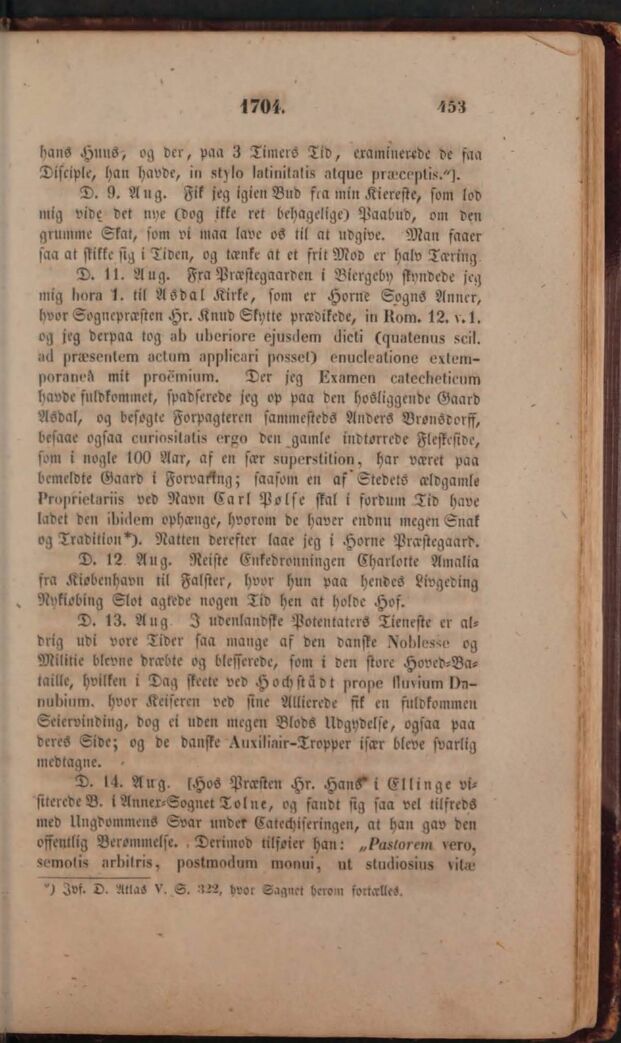 1704.
453
hans Huus, og der, paa 3 Timers Tid, examinerede de saa
Disciple, han havde, in stylo latinitatis atque præceptis.“].
D. 9. Aug. Fik jeg igien Bud fra min Kiereste, som lod
mig vide det nye (dog ikke ret behagelige) Paabud, om den
grumme Skat, som vi maa lave os til at udgive. Man faaer
saa at skikke sig i Tiden, og tænke at et frit Mod er halv Tæring.
D. 11. Aug. Fra Præstegaarden i Biergeby skyndede jeg
mig hora 1. til Asdal Kirke, som er Horne Sogns Anner,
hvor Sognepræsten Hr. Knud Skytte prædikede, in Rom. 12. v. 1.
og jeg derpaa tog ab uberiore ejusdem dicti (quatenus scil.
ad præsentem actum applicari posset) enucleatione extem-
poraneâ mit proëmium. Der jeg Examen catecheticum
havde fuldkommet, spadserede jeg op paa den hosliggende Gaard
Asdal, og besøgte Forpagteren sammesteds Anders Brønsdorff,
besaae ogsaa curiositatis ergo den gamle indtørrede Fleskeside,
som i nogle 100 Aar, af en sær superstition, har været paa
bemeldte Gaard i Forvaring; saasom en af Stedets ældgamle
Proprietariis ved Navn Carl Pølse skal i fordum Tid have
ladet den ibidem ophænge, hvorom de haver endnu megen Snak
og Tradition*). Natten derefter laae jeg i Horne Præstegaard.
D. 12. Aug. Reiste Enkedronningen Charlotte Amalia
fra Kiøbenhavn til Falster, hvor hun paa hendes Livgeding
Nykiøbing Slot agtede nogen Tid hen at holde Hof.
D. 13. Aug. I udenlandske Potentaters Tieneste er al-
drig udi vore Tider saa mange af den danske Noblesse og
Militie blevne dræbte og blesserede, som i den store Hoved-Ba-
taille, hvilken i Dag skeete ved Hochstädt prope fluvium Da-
nubium, hvor Keiseren ved sine Allierede fik en fuldkommen
Seiervinding, dog ei uden megen Blods Udgydelse, ogsaa paa
deres Side; og de danske Auxiliair-Tropper især bleve svarlig
medtagne.
D. 14. Aug. [Hos Præsten Hr. Hans i Ellinge vi-
siterede B. i Annex-Sognet Tolne, og fandt sig saa vel tilfreds
med Ungdommens Svar under Catechiseringen, at han gav den
offentlig Berømmelse. Derimod tilføier han: „Pastorem vero,
semotis arbitris, postmodum monui, ut studiosius vitæ
*) Jvf. D. Atlas V. S. 322, hvor Sagnet herom fortælles.